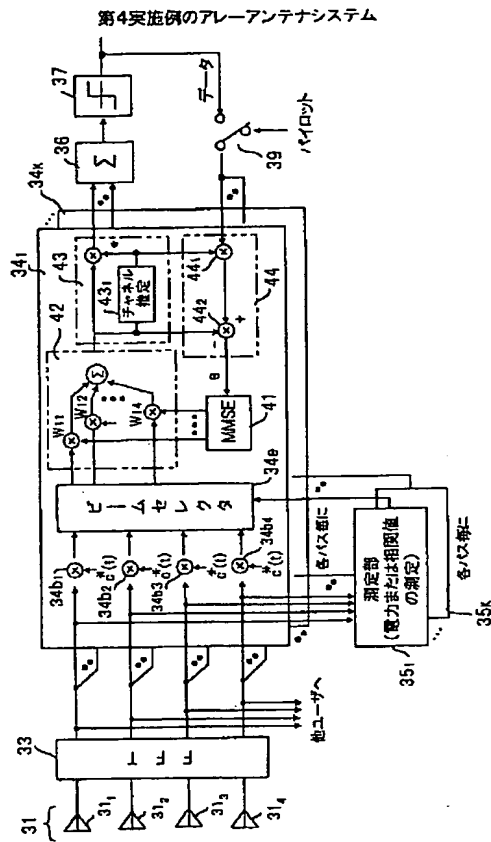 第4実施例のアレーアンテナシステム
31
31₁
31₂
31₃
31₄
33
FFT
他ユーザへ
34₁
34K
34b₁
34b₂
34b₃
34b₄
c*(t)
c*(t)
c*(t)
c*(t)
各パス毎に
ビームセレクタ
34e
42
W₁₁
W₁₂
W₁₄
Σ
MMSE
41
43
43₁
チャネル
推定
*
44
44₁
44₂
+
-
e
36
Σ
37
データ
39
パイロット
測定部
(電力または相関値
の測定)
35₁
35K
各パス毎に